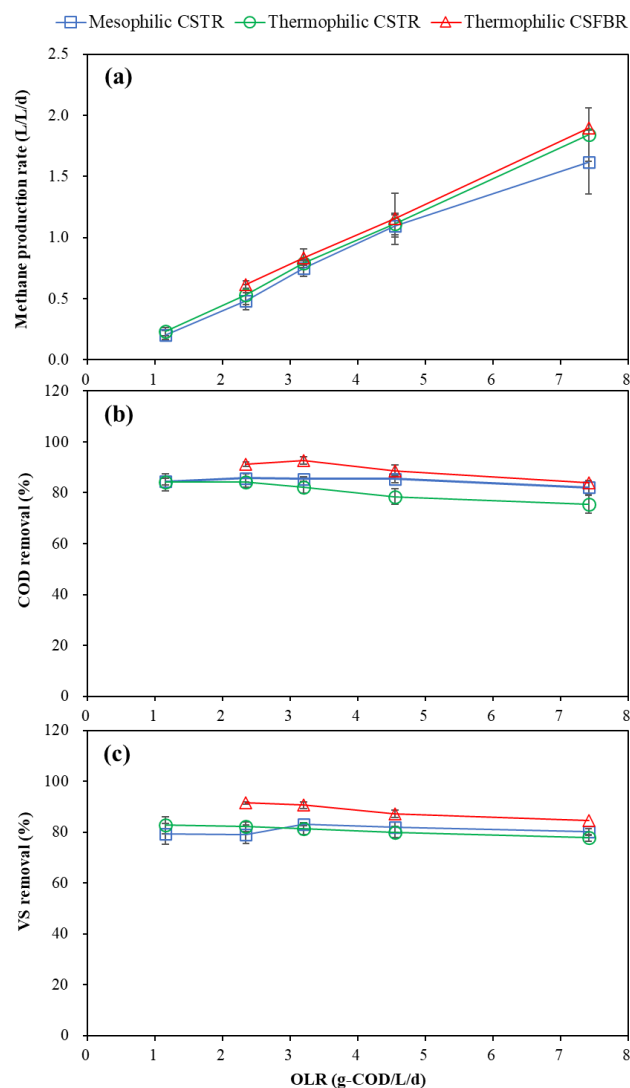 Mesophilic CSTR Thermophilic CSTR Thermophilic CSFBR
(a)
Methane production rate (L/L/d)
2.5
2.0
1.5
1.0
0.5
0.0
0 1 2 3 4 5 6 7 8
(b)
COD removal (%)
120
100
80
60
40
20
0
0 1 2 3 4 5 6 7 8
(c)
VS removal (%)
120
100
80
60
40
20
0
0 1 2 3 4 5 6 7 8
OLR (g-COD/L/d)